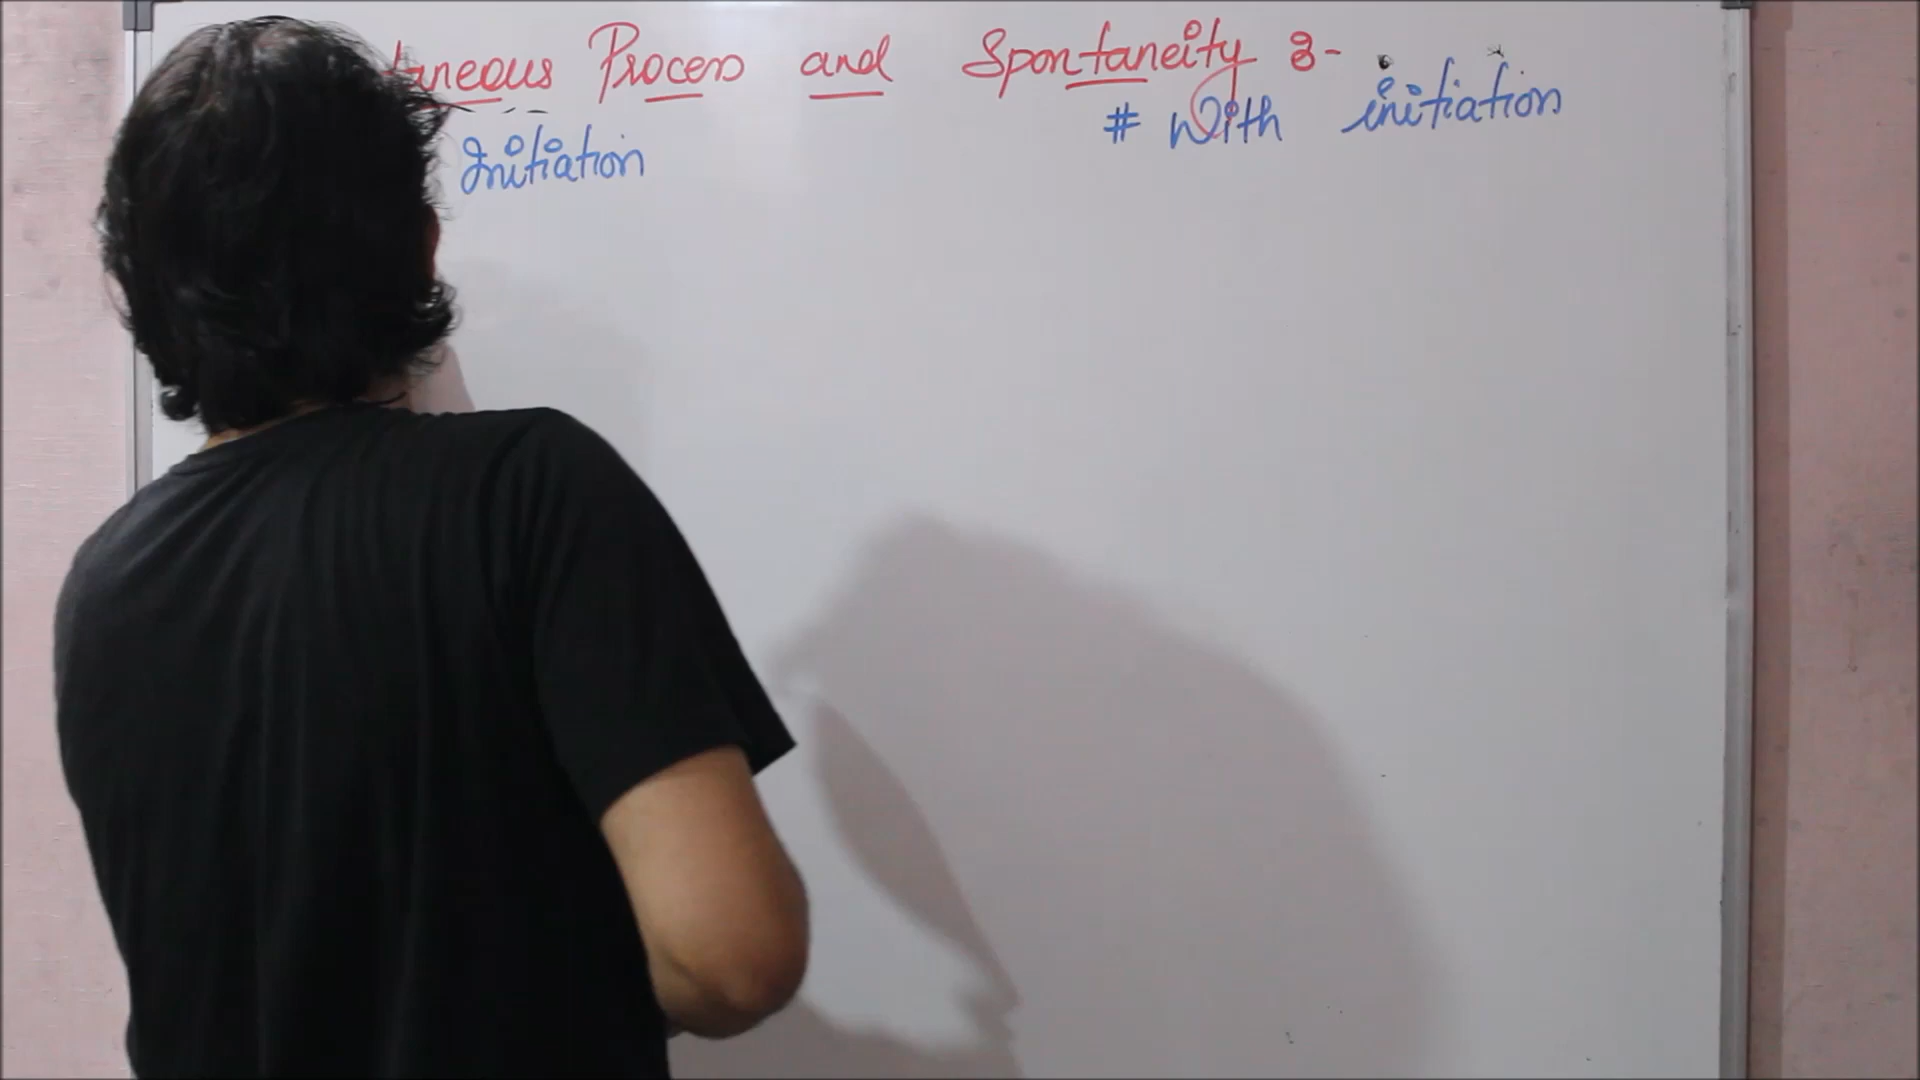 taneous Process and Spontaneity :-
Initiation # With initiation